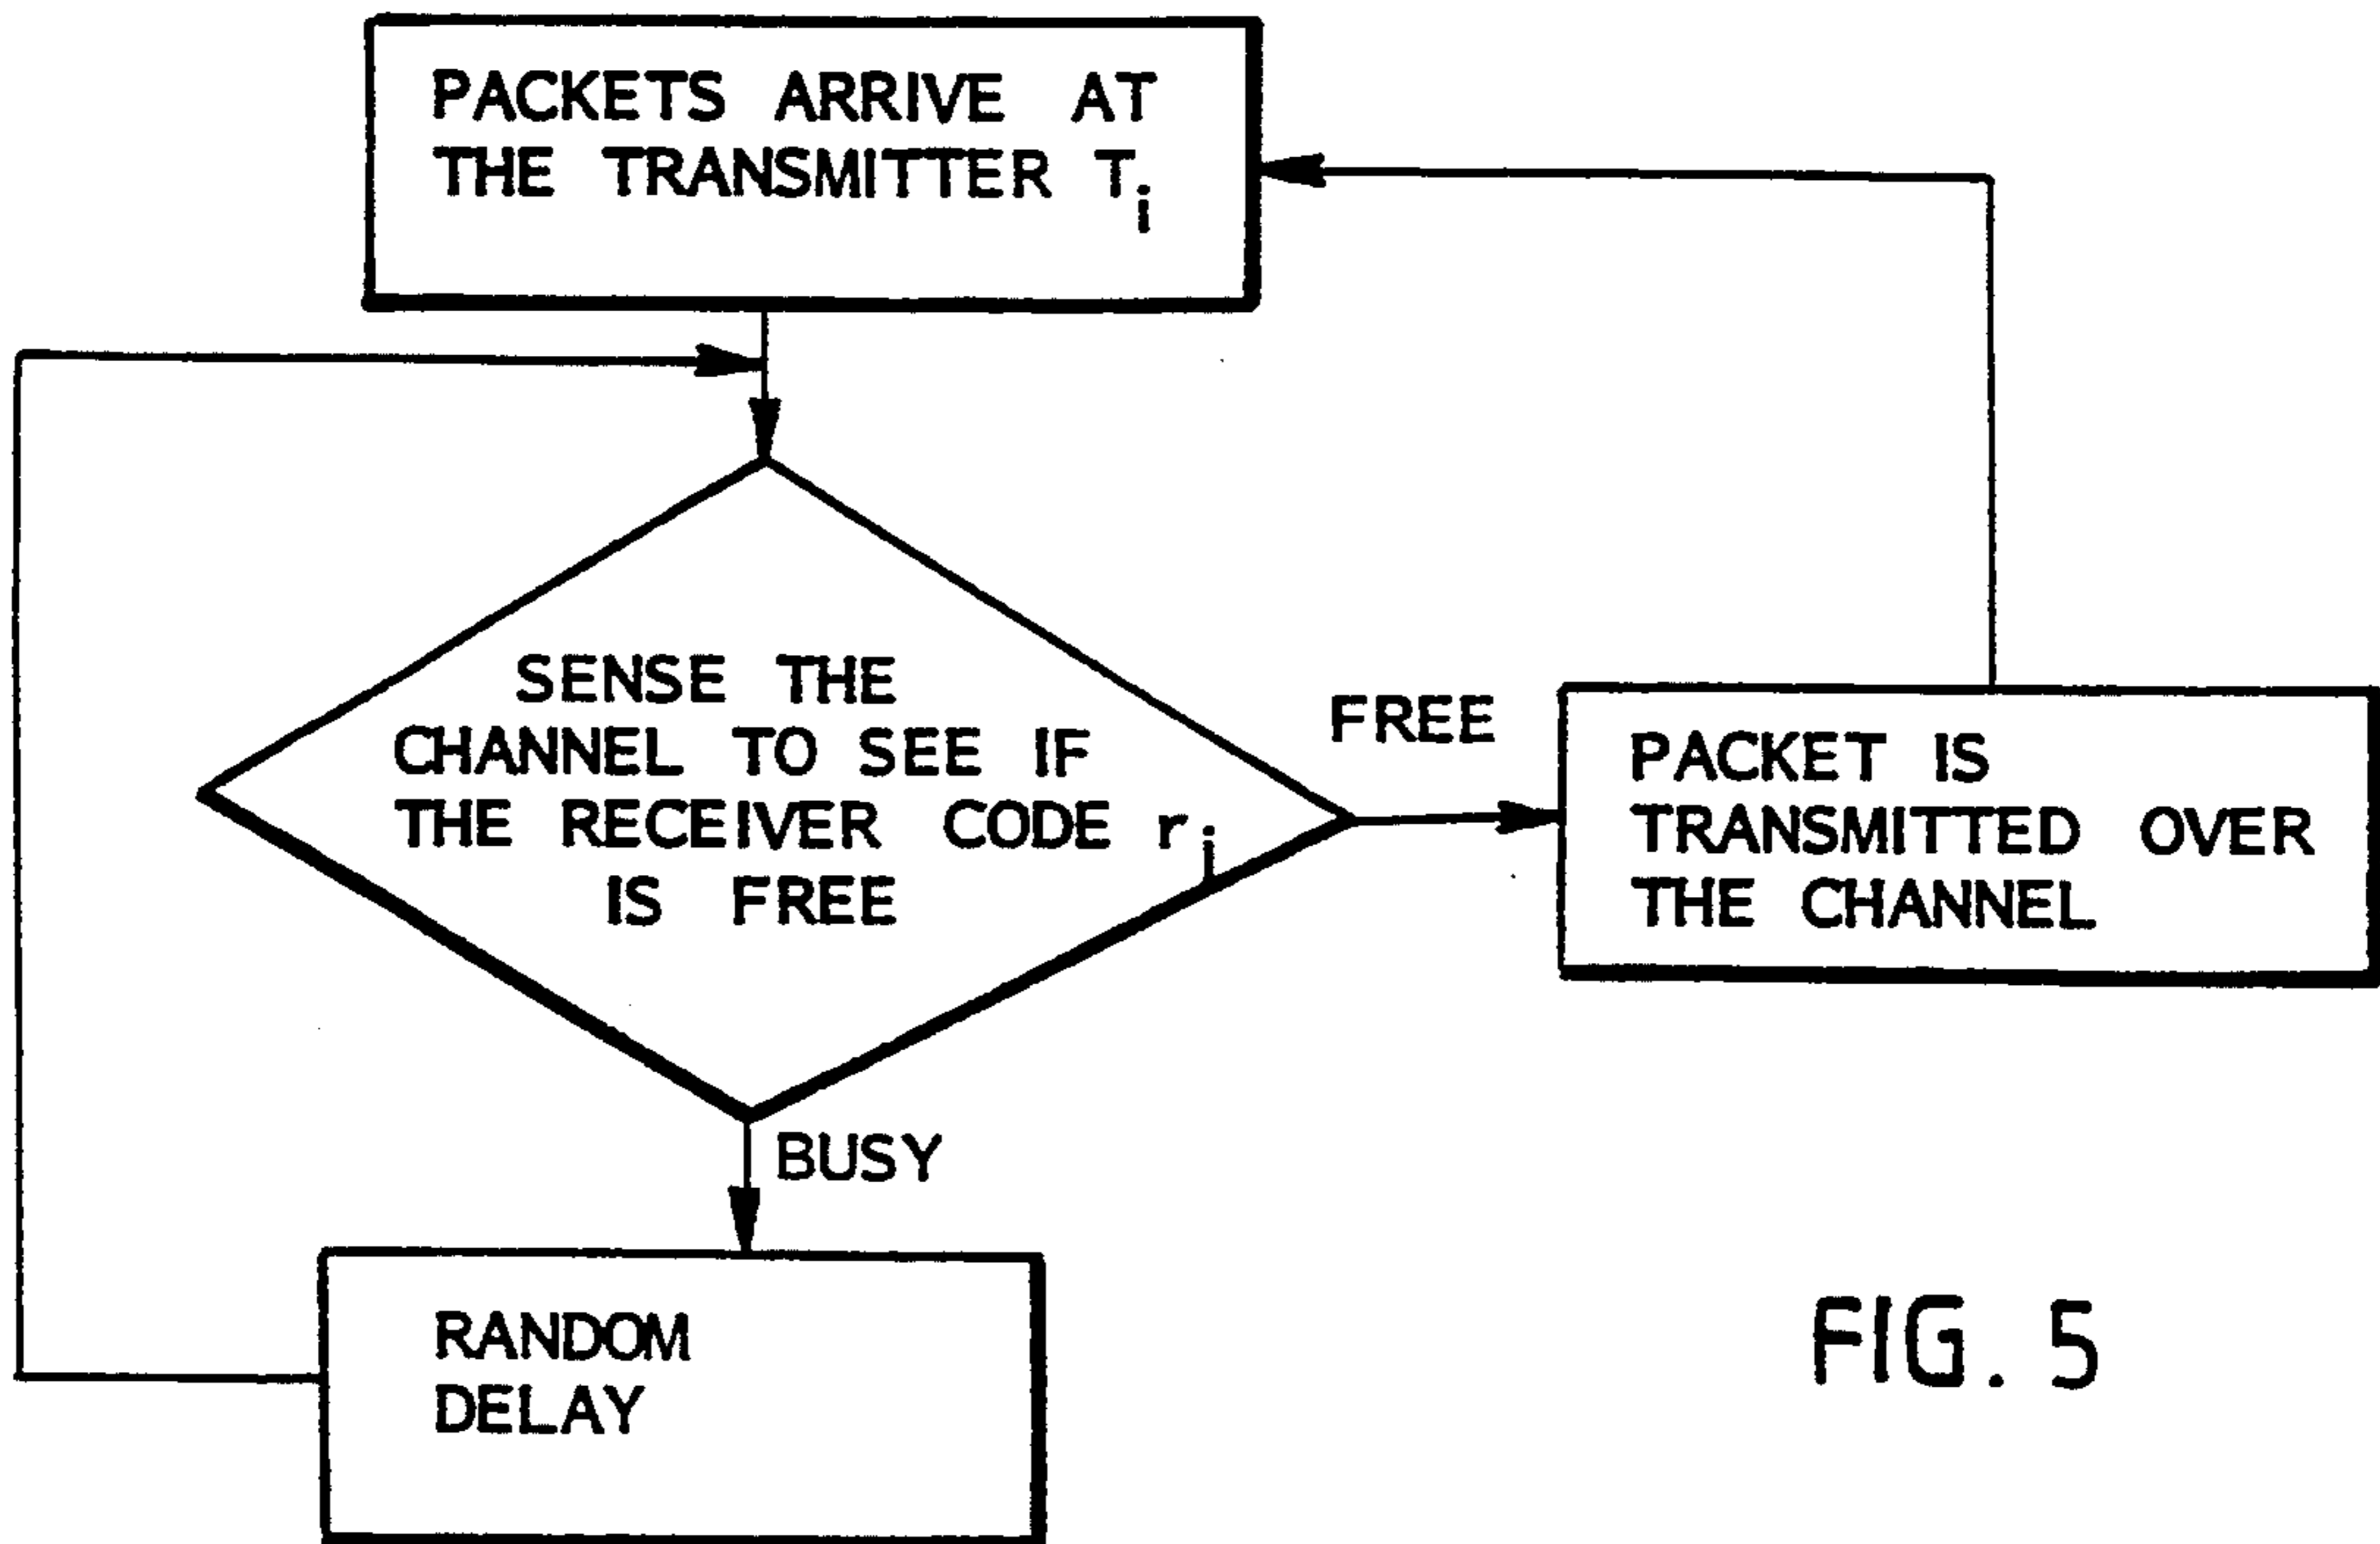 PACKETS ARRIVE AT
THE TRANSMITTER Ti
SENSE THE
CHANNEL TO SEE IF
THE RECEIVER CODE rj
IS FREE
FREE
PACKET IS
TRANSMITTED OVER
THE CHANNEL
BUSY
RANDOM
DELAY
FIG. 5